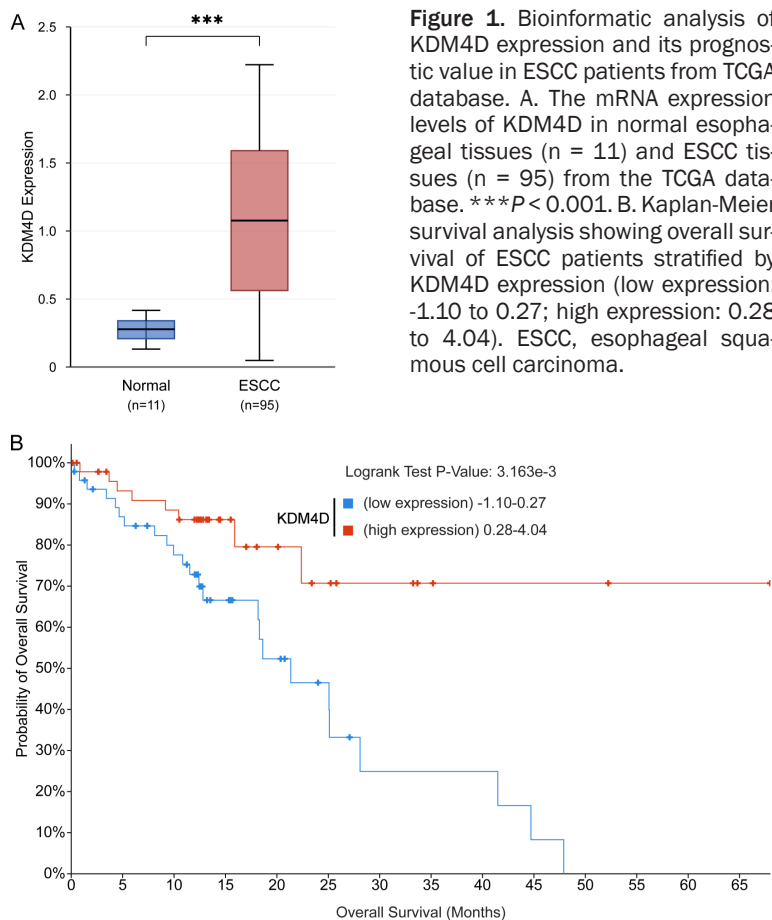 A
***
2.5
2.0
1.5
1.0
0.5
0
KDM4D Expression
Normal
(n=11)
ESCC
(n=95)
Figure 1. Bioinformatic analysis of
KDM4D expression and its prognos-
tic value in ESCC patients from TCGA
database. A. The mRNA expression
levels of KDM4D in normal esopha-
geal tissues (n = 11) and ESCC tis-
sues (n = 95) from the TCGA data-
base. ***P < 0.001. B. Kaplan-Meier
survival analysis showing overall sur-
vival of ESCC patients stratified by
KDM4D expression (low expression:
-1.10 to 0.27; high expression: 0.28
to 4.04). ESCC, esophageal squa-
mous cell carcinoma.
B
100%
90%
80%
70%
60%
50%
40%
30%
20%
10%
0%
Probability of Overall Survival
Logrank Test P-Value: 3.163e-3
KDM4D
(low expression) -1.10-0.27
(high expression) 0.28-4.04
0 5 10 15 20 25 30 35 40 45 50 55 60 65
Overall Survival (Months)